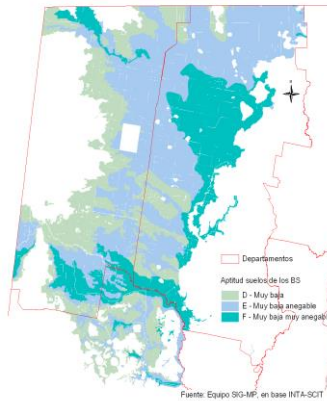 Departamentos
Aptitud suelos de los BS
D - Muy baja
E - Muy baja anegable
F - Muy baja muy anegabl
Fuente: Equipo SIG-MP, en base INTA-SCIT